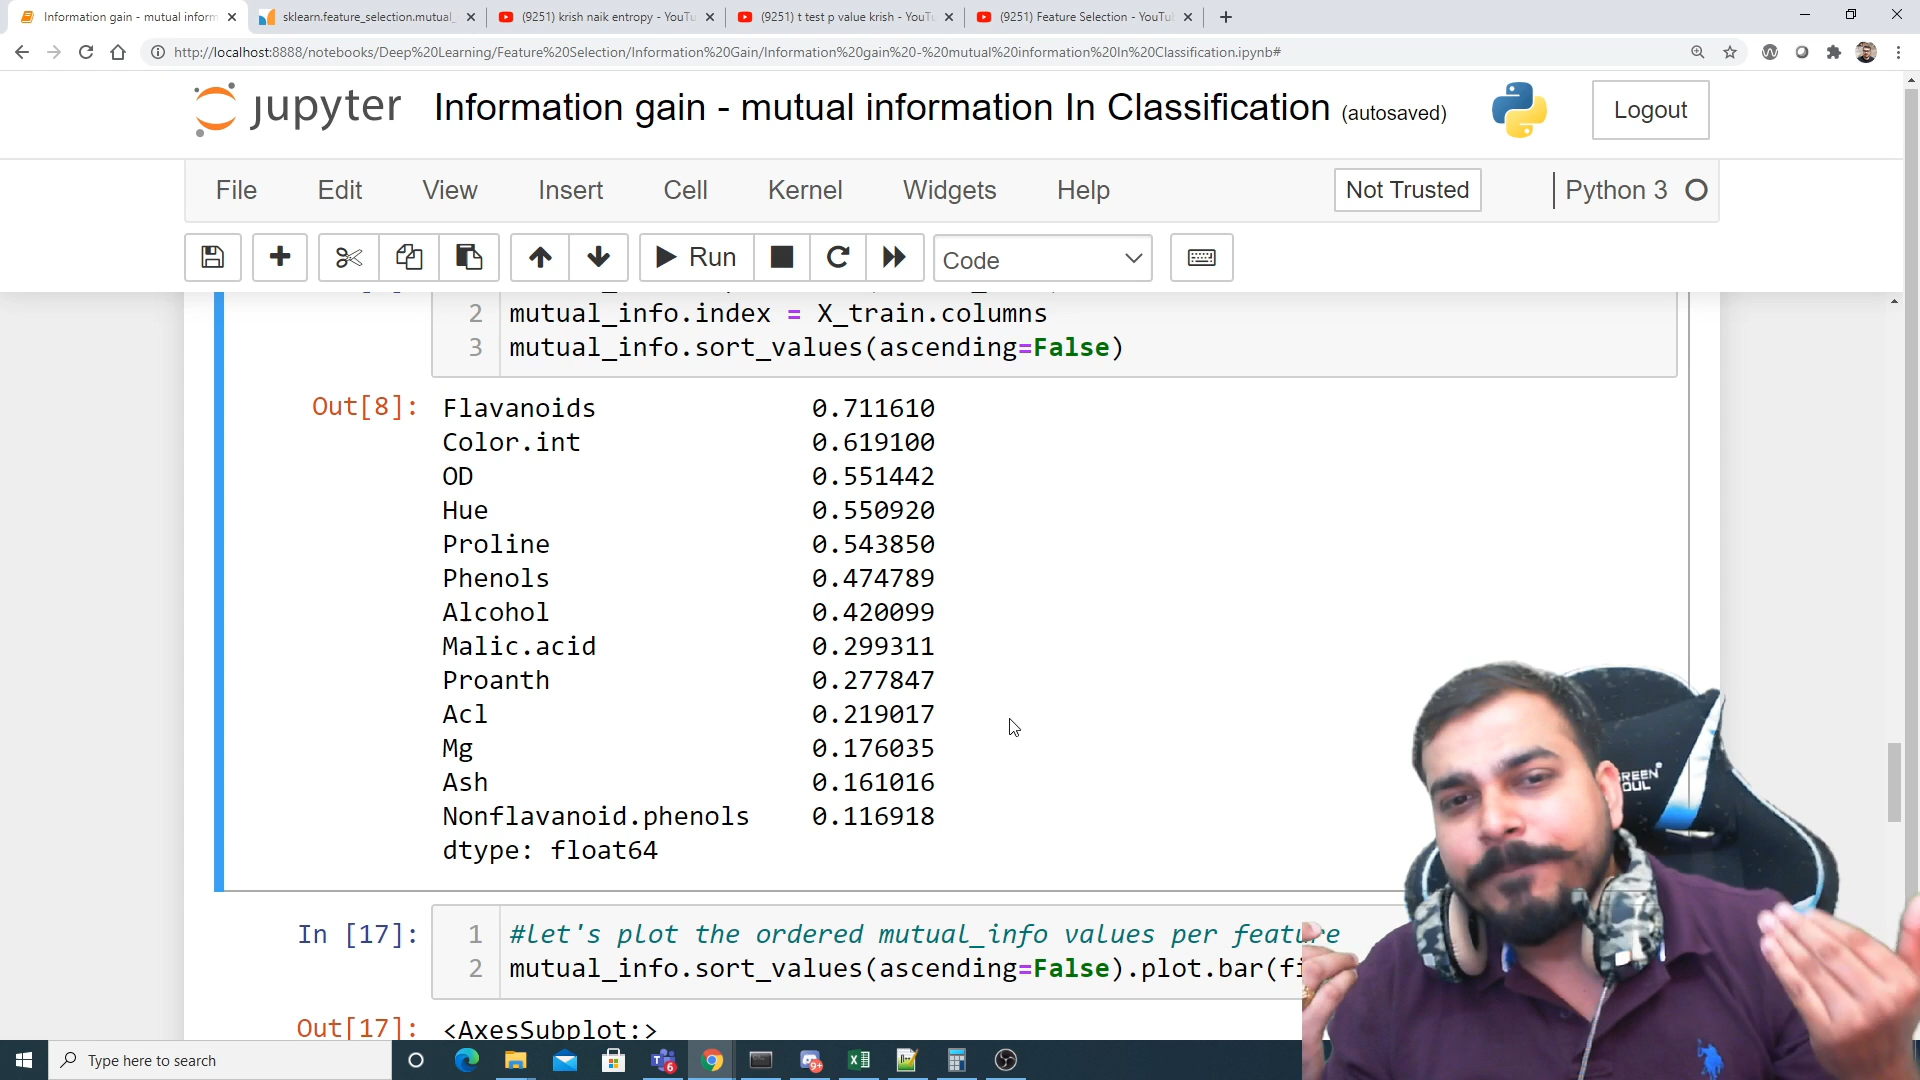 Information gain - mutual inform
sklearn.feature_selection.mutual_
(9251) krish naik entropy - YouTu
(9251) t test p value krish - YouTu
(9251) Feature Selection - YouTu
http://localhost:8888/notebooks/Deep%20Learning/Feature%20Selection/Information%20Gain/Information%20gain%20-%20mutual%20information%20In%20Classification.ipynb#
jupyter Information gain - mutual information In Classification (autosaved)
Logout
File Edit View Insert Cell Kernel Widgets Help
Not Trusted
Python 3
Run
Code
2 mutual_info.index = X_train.columns
3 mutual_info.sort_values(ascending=False)
Out[8]: Flavanoids 0.711610
Color.int 0.619100
OD 0.551442
Hue 0.550920
Proline 0.543850
Phenols 0.474789
Alcohol 0.420099
Malic.acid 0.299311
Proanth 0.277847
Acl 0.219017
Mg 0.176035
Ash 0.161016
Nonflavanoid.phenols 0.116918
dtype: float64
In [17]: 1 #let's plot the ordered mutual_info values per feature
2 mutual_info.sort_values(ascending=False).plot.bar(fi
Out[17]: <AxesSubplot:>
Type here to search